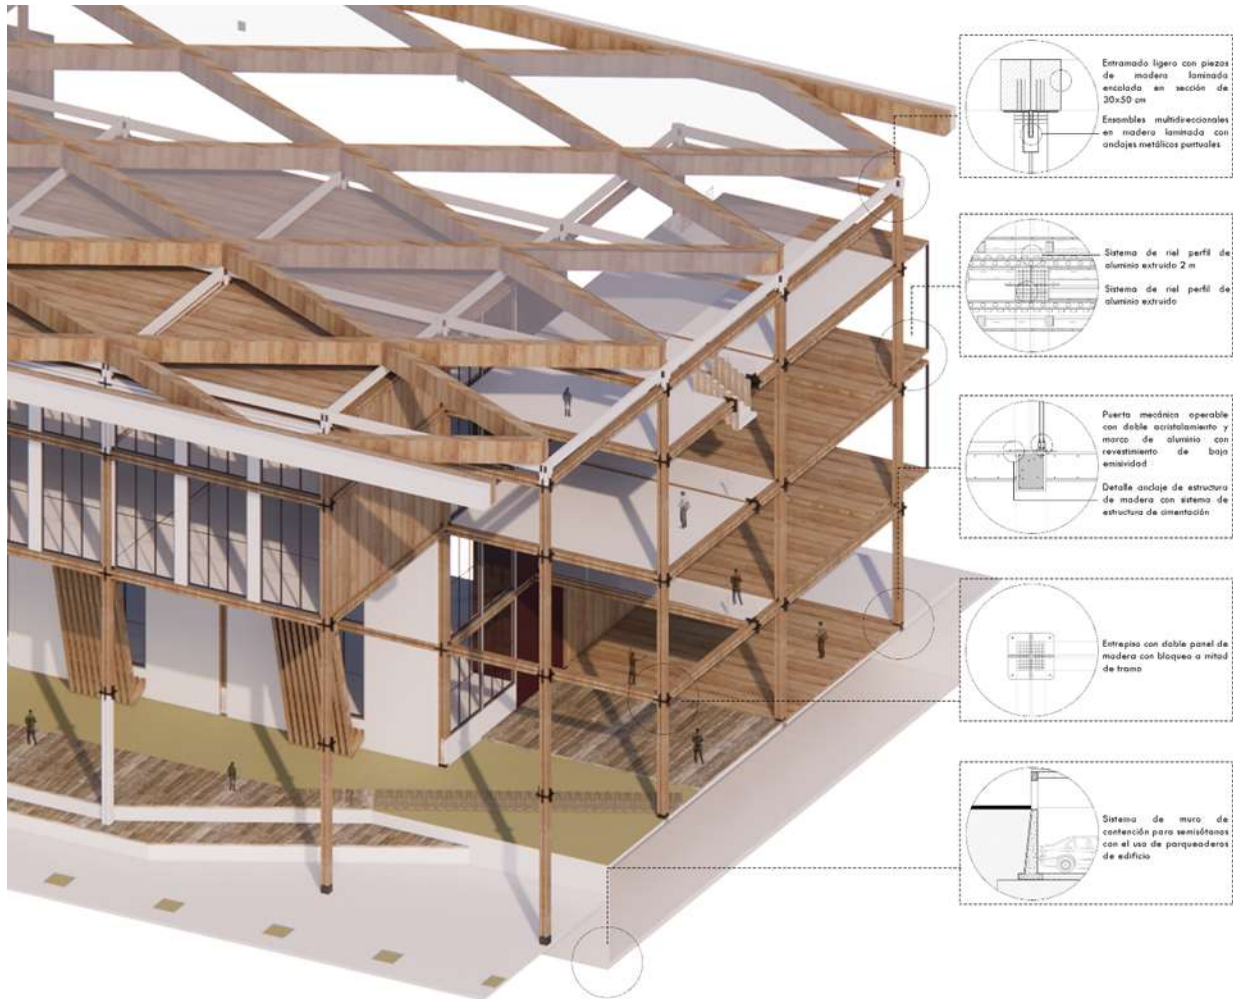 Entramado ligero con piezas
de madera laminada
encolada en sección de
30x50 cm
Ensambles multidireccionales
en madera laminada con
anclajes metálicos puntuales
Sistema de riel perfil de
aluminio extruido 2 m
Sistema de riel perfil de
aluminio extruido
Puerta mecánica operable
con doble acristalamiento y
marco de aluminio con
revestimiento de baja
emisividad
Detalle anclaje de estructura
de madera con sistema de
estructura de cimentación
Entrepiso con doble panel de
madera con bloqueo a mitad
de tramo
Sistema de muro de
contención para semisótanos
con el uso de parqueaderos
de edificio